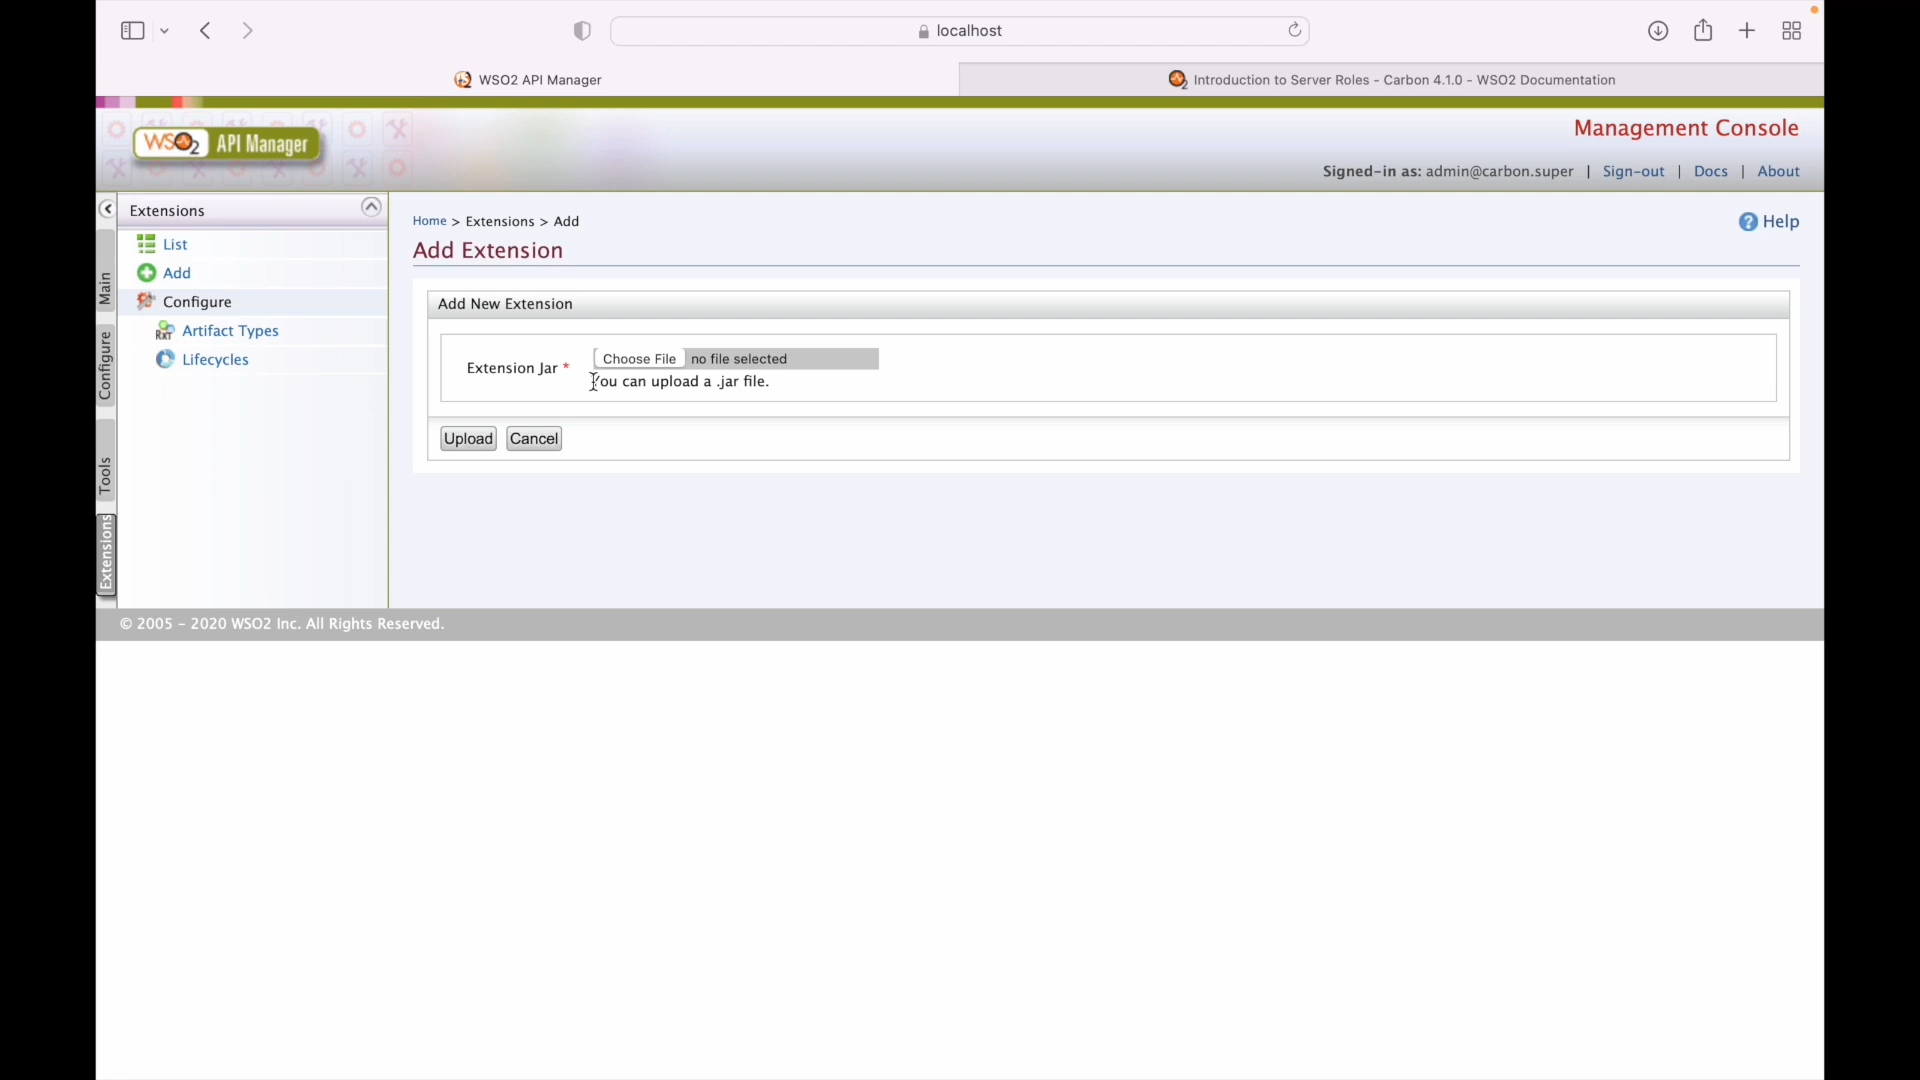 localhost
WSO2 API Manager
Introduction to Server Roles - Carbon 4.1.0 - WSO2 Documentation
WSO2 API Manager
Management Console
Signed-in as: admin@carbon.super | Sign-out | Docs | About
Main
Configure
Tools
Extensions
Extensions
List
Add
Configure
Artifact Types
Lifecycles
Home > Extensions > Add
Help
Add Extension
Add New Extension
Extension Jar *
Choose File no file selected
You can upload a .jar file.
Upload Cancel
© 2005 - 2020 WSO2 Inc. All Rights Reserved.